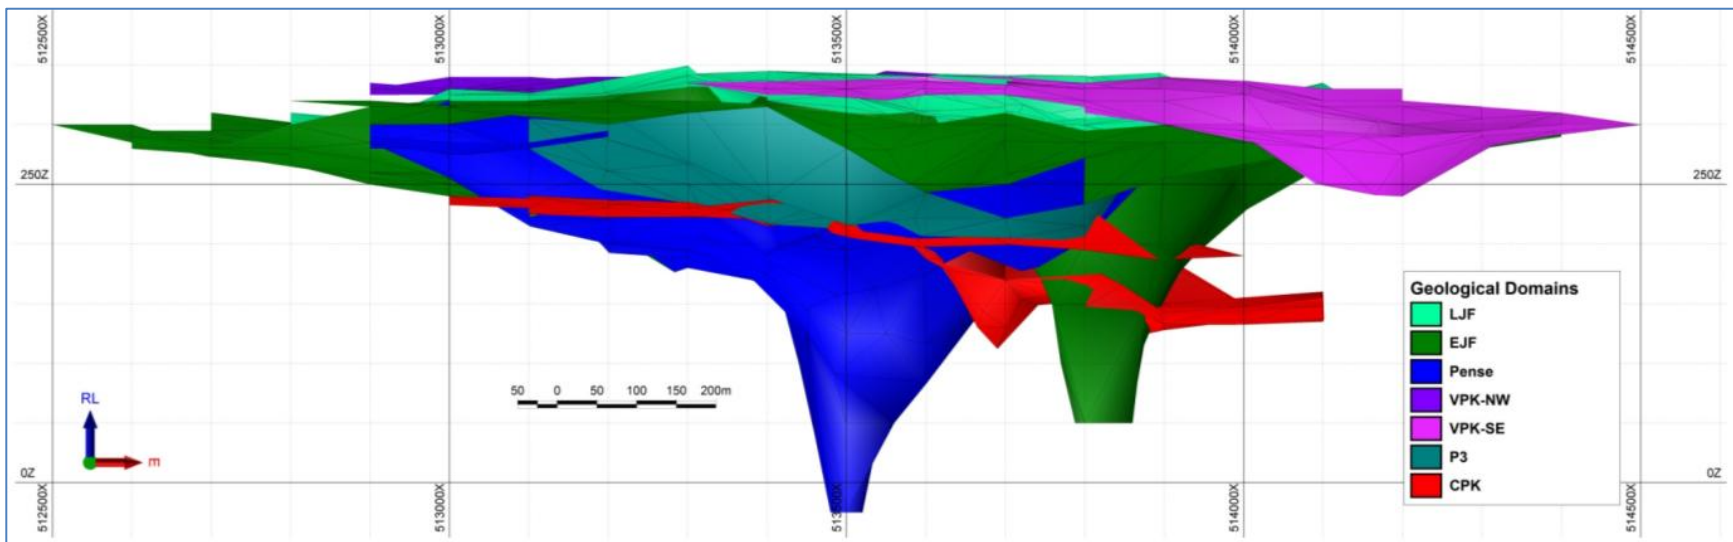 512500X
513000X
513500X
514000X
514500X
250Z
250Z
Geological Domains
LJF
EJF
Pense
VPK-NW
VPK-SE
P3
CPK
50 0 50 100 150 200m
RL
E
0Z
0Z
512500X
513000X
513500X
514000X
514500X